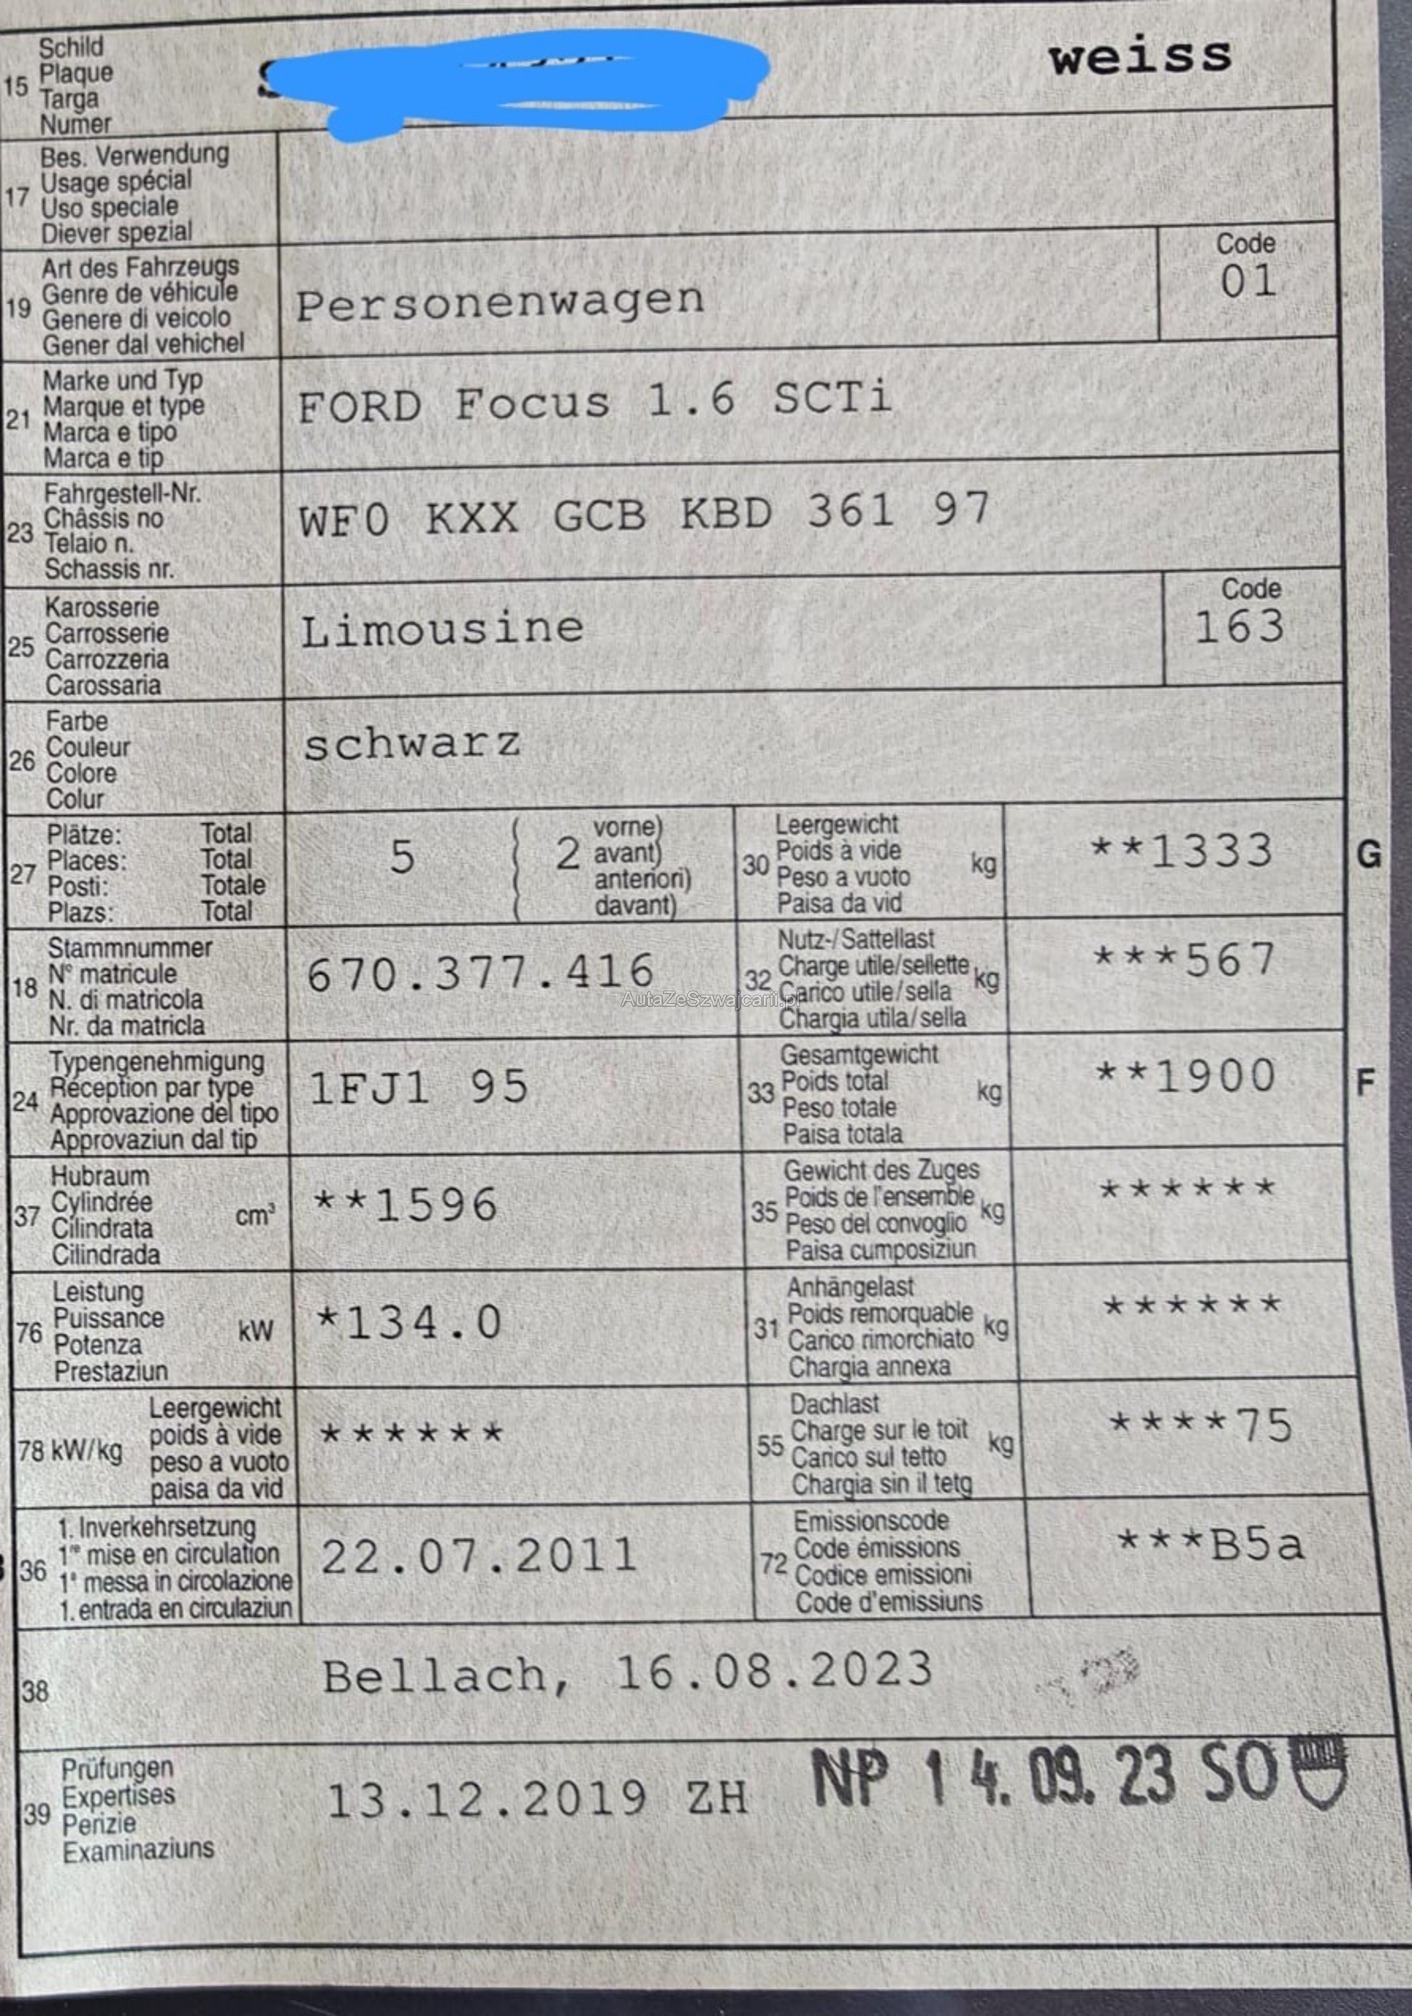 15 Schild
Plaque
Targa
Numer
weiss
17 Bes. Verwendung
Usage spécial
Uso speciale
Diever spezial
19 Art des Fahrzeugs
Genre de véhicule
Genere di veicolo
Gener dal vehichel
Personenwagen
Code
01
21 Marke und Typ
Marque et type
Marca e tipo
Marca e tip
FORD Focus 1.6 SCTi
23 Fahrgestell-Nr.
Châssis no
Telaio n.
Schassis nr.
WF0 KXX GCB KBD 361 97
25 Karosserie
Carrosserie
Carrozzeria
Carossaria
Limousine
Code
163
26 Farbe
Couleur
Colore
Colur
schwarz
27 Plätze: Total
Places: Total
Posti: Totale
Plazs: Total
5 ( 2 vorne)
( avant)
( anteriori)
( davant)
30 Leergewicht
Poids à vide kg
Peso a vuoto
Paisa da vid
**1333 G
18 Stammnummer
N° matricule
N. di matricola
Nr. da matricla
670.377.416
32 Nutz-/Sattellast
Charge utile/sellette kg
Carico utile/sella
Chargia utila/sella
***567
AutaZeSzwajcarii.pl
24 Typengenehmigung
Réception par type
Approvazione del tipo
Approvaziun dal tip
1FJ1 95
33 Gesamtgewicht
Poids total kg
Peso totale
Paisa totala
**1900 F
37 Hubraum
Cylindrée
Cilindrata cm³
Cilindrada
**1596
35 Gewicht des Zuges
Poids de l'ensemble kg
Peso del convoglio
Paisa cumposiziun
******
76 Leistung
Puissance kW
Potenza
Prestaziun
*134.0
31 Anhängelast
Poids remorquable kg
Carico rimorchiato
Chargia annexa
******
78 kW/kg Leergewicht
poids à vide
peso a vuoto
paisa da vid
******
55 Dachlast
Charge sur le toit kg
Carico sul tetto
Chargia sin il tetg
****75
36 1. Inverkehrsetzung
1re mise en circulation
1a messa in circolazione
1. entrada en circulaziun
22.07.2011
72 Emissionscode
Code émissions
Codice emissioni
Code d'emissiuns
***B5a
38 Bellach, 16.08.2023
39 Prüfungen
Expertises
Perizie
Examinaziuns
13.12.2019 ZH
NP 14.09.23 SO